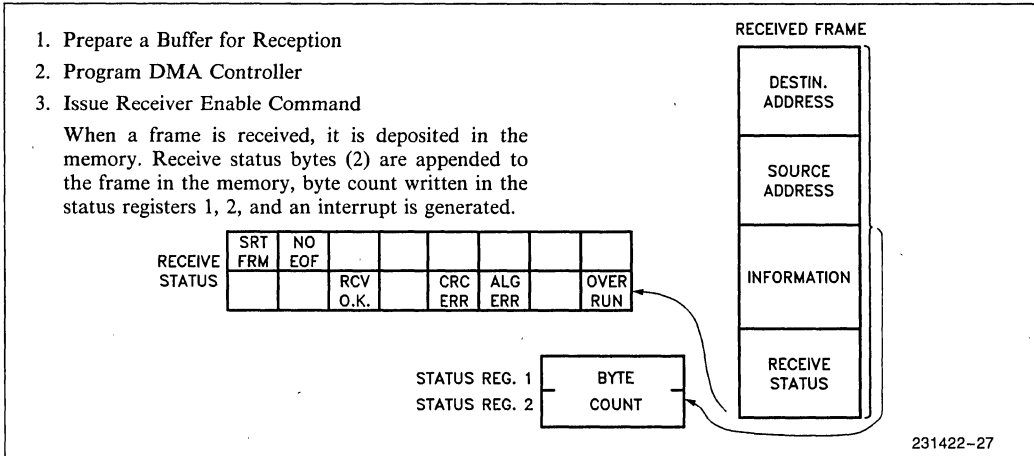 1. Prepare a Buffer for Reception
2. Program DMA Controller
3. Issue Receiver Enable Command
When a frame is received, it is deposited in the
memory. Receive status bytes (2) are appended to
the frame in the memory, byte count written in the
status registers 1, 2, and an interrupt is generated.
RECEIVE STATUS
SRT FRM
NO EOF
RCV O.K.
CRC ERR
ALG ERR
OVER RUN
STATUS REG. 1
STATUS REG. 2
BYTE
COUNT
RECEIVED FRAME
DESTIN.
ADDRESS
SOURCE
ADDRESS
INFORMATION
RECEIVE
STATUS
231422-27